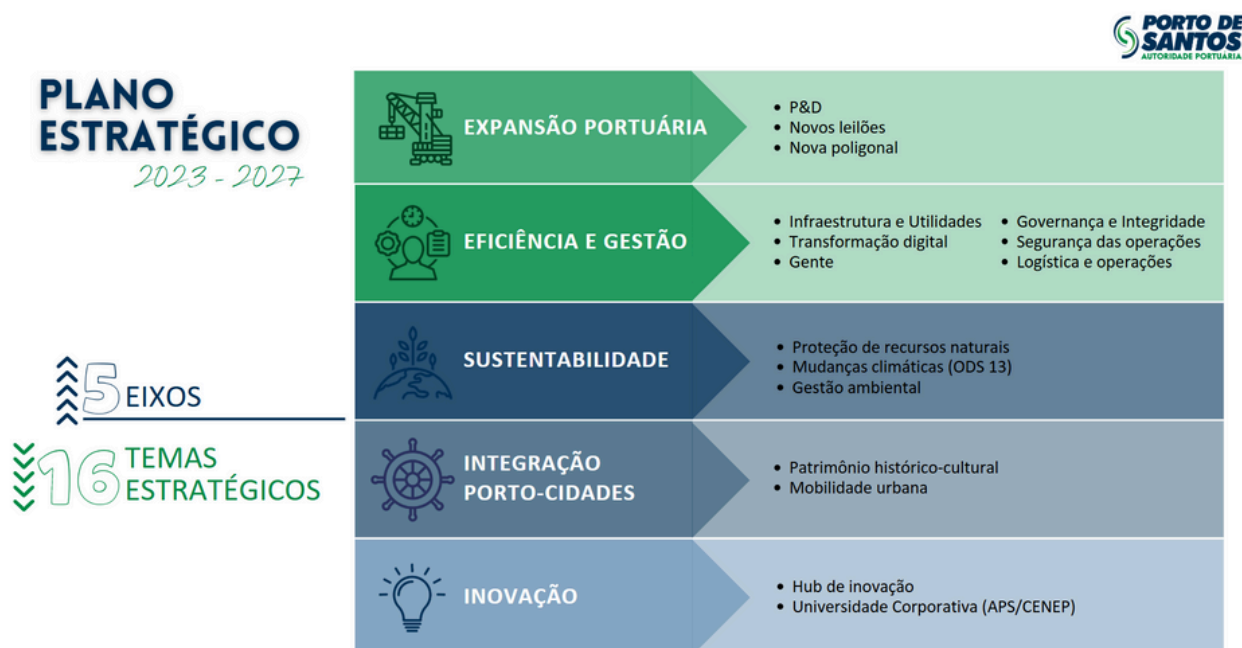 PORTO DE
SANTOS
AUTORIDADE PORTUÁRIA
PLANO
ESTRATÉGICO
2023 - 2027
5 EIXOS
16 TEMAS
ESTRATÉGICOS
EXPANSÃO PORTUÁRIA
• P&D
• Novos leilões
• Nova poligonal
EFICIÊNCIA E GESTÃO
• Infraestrutura e Utilidades
• Transformação digital
• Gente
• Governança e Integridade
• Segurança das operações
• Logística e operações
SUSTENTABILIDADE
• Proteção de recursos naturais
• Mudanças climáticas (ODS 13)
• Gestão ambiental
INTEGRAÇÃO
PORTO-CIDADES
• Patrimônio histórico-cultural
• Mobilidade urbana
INOVAÇÃO
• Hub de inovação
• Universidade Corporativa (APS/CENEP)